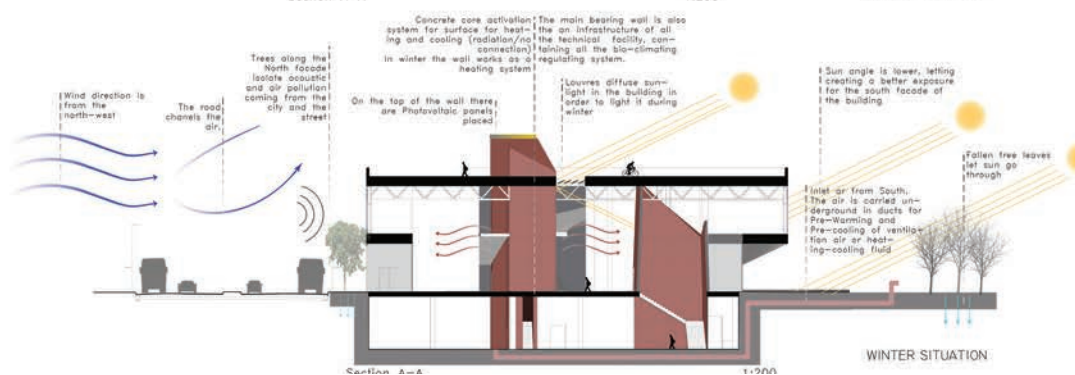 Concrete core activation
system for surface for heat-
ing and cooling (radiation/no
connection)
In winter the wall works as a
heating system
The main bearing wall is also
the an infrastructure of all
the technical facility, con-
taining all the bio-climating
regulating system.
Trees along the
North facade
isolate acoustic
and air pollution
coming from the
city and the
street
Sun angle is lower, letting
creating a better exposure
for the south facade of
the building
Wind direction is
from the
north-west
The road
chanels the
air.
On the top of the wall there
are Photovoltaic panels
placed
Louvres diffuse sun-
light in the building in
order to light it during
winter
Fallen tree leaves
let sun go
through
Inlet air from South.
The air is carried un-
derground in ducts for
Pre-Warming and
Pre-cooling of ventila-
tion air or heat-
ing-cooling fluid
WINTER SITUATION
Section A-A
1:200